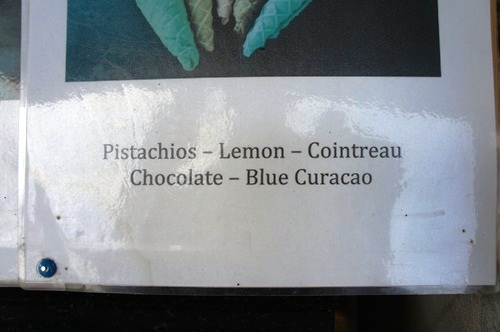 Pistachios – Lemon – Cointreau
Chocolate – Blue Curacao